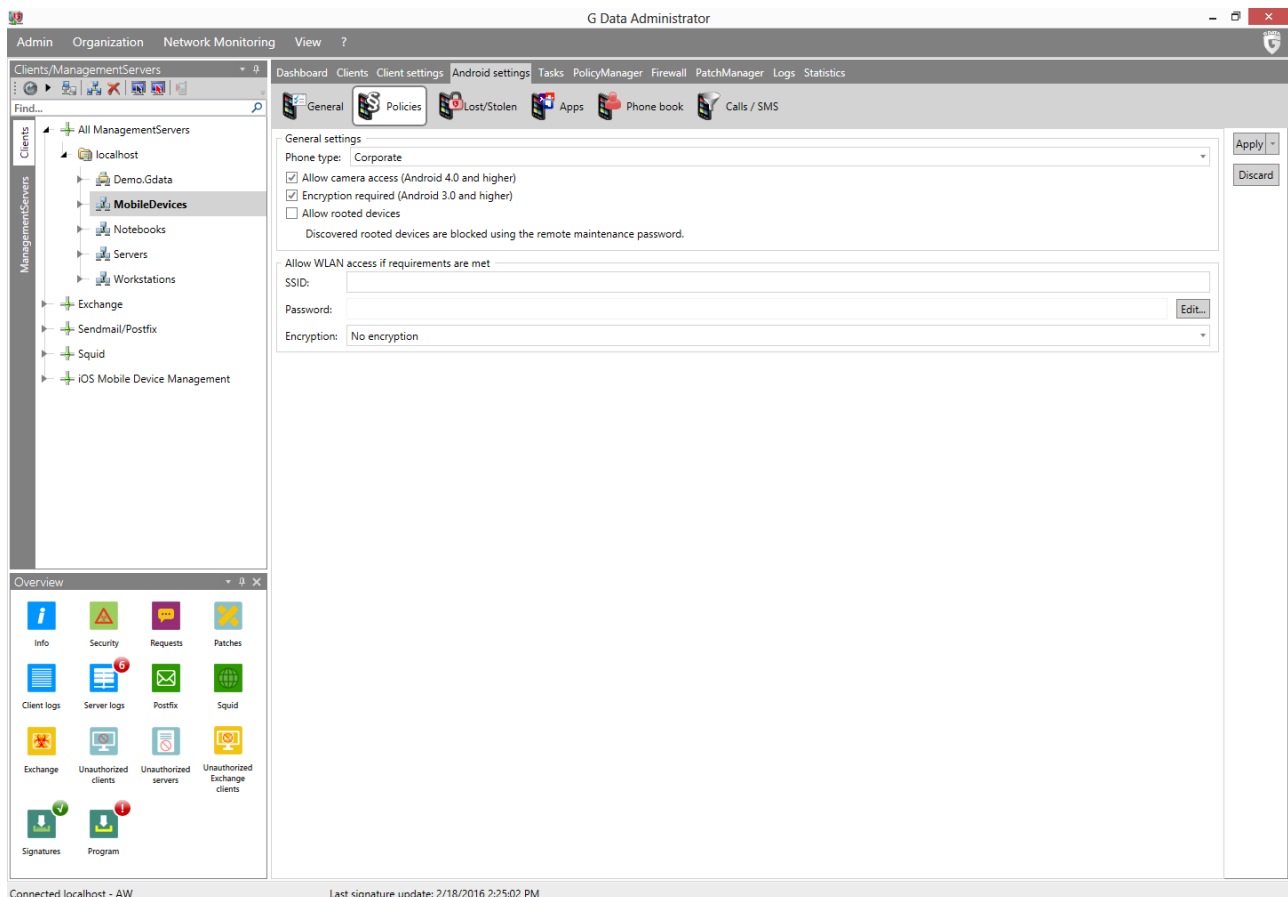 G Data Administrator
Admin Organization Network Monitoring View ?
G DATA
Clients/ManagementServers
Find...
Clients
ManagementServers
All ManagementServers
localhost
Demo.Gdata
MobileDevices
Notebooks
Servers
Workstations
Exchange
Sendmail/Postfix
Squid
iOS Mobile Device Management
Dashboard Clients Client settings Android settings Tasks PolicyManager Firewall PatchManager Logs Statistics
General Policies Lost/Stolen Apps Phone book Calls / SMS
General settings
Phone type: Corporate
Allow camera access (Android 4.0 and higher)
Encryption required (Android 3.0 and higher)
Allow rooted devices
Discovered rooted devices are blocked using the remote maintenance password.
Allow WLAN access if requirements are met
SSID:
Password: Edit...
Encryption: No encryption
Apply
Discard
Overview
Info Security Requests Patches
6
Client logs Server logs Postfix Squid
Exchange Unauthorized clients Unauthorized servers Unauthorized Exchange clients
Signatures Program
Connected localhost - AW Last signature update: 2/18/2016 2:25:02 PM